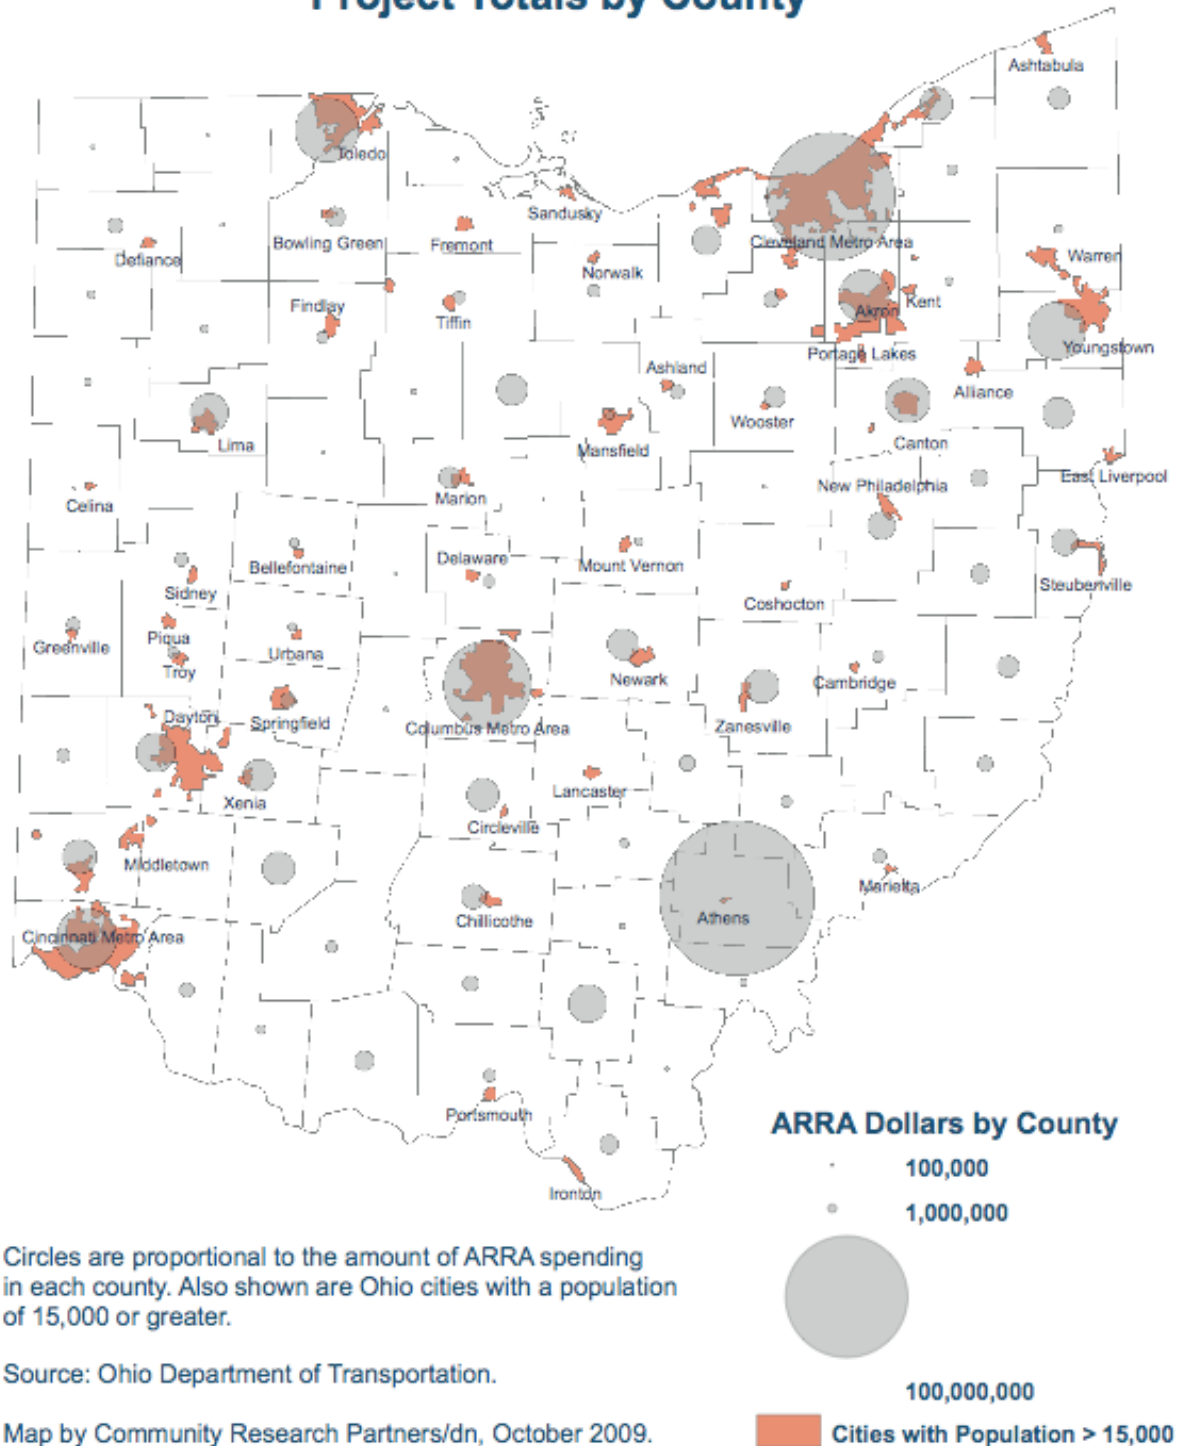 Project Totals by County
Ashtabula
Toledo
Sandusky
Bowling Green
Fremont
Cleveland Metro Area
Defiance
Norwalk
Warren
Findlay
Tiffin
Akron
Kent
Portage Lakes
Youngstown
Ashland
Alliance
Wooster
Lima
Mansfield
Canton
East Liverpool
Celina
Marion
New Philadelphia
Bellefontaine
Delaware
Mount Vernon
Steubenville
Sidney
Coshocton
Greenville
Piqua
Urbana
Troy
Newark
Cambridge
Dayton
Springfield
Columbus Metro Area
Zanesville
Xenia
Lancaster
Circleville
Middletown
Marietta
Chillicothe
Athens
Cincinnati Metro Area
Portsmouth
Ironton
ARRA Dollars by County
100,000
1,000,000
100,000,000
Cities with Population > 15,000
Circles are proportional to the amount of ARRA spending
in each county. Also shown are Ohio cities with a population
of 15,000 or greater.
Source: Ohio Department of Transportation.
Map by Community Research Partners/dn, October 2009.